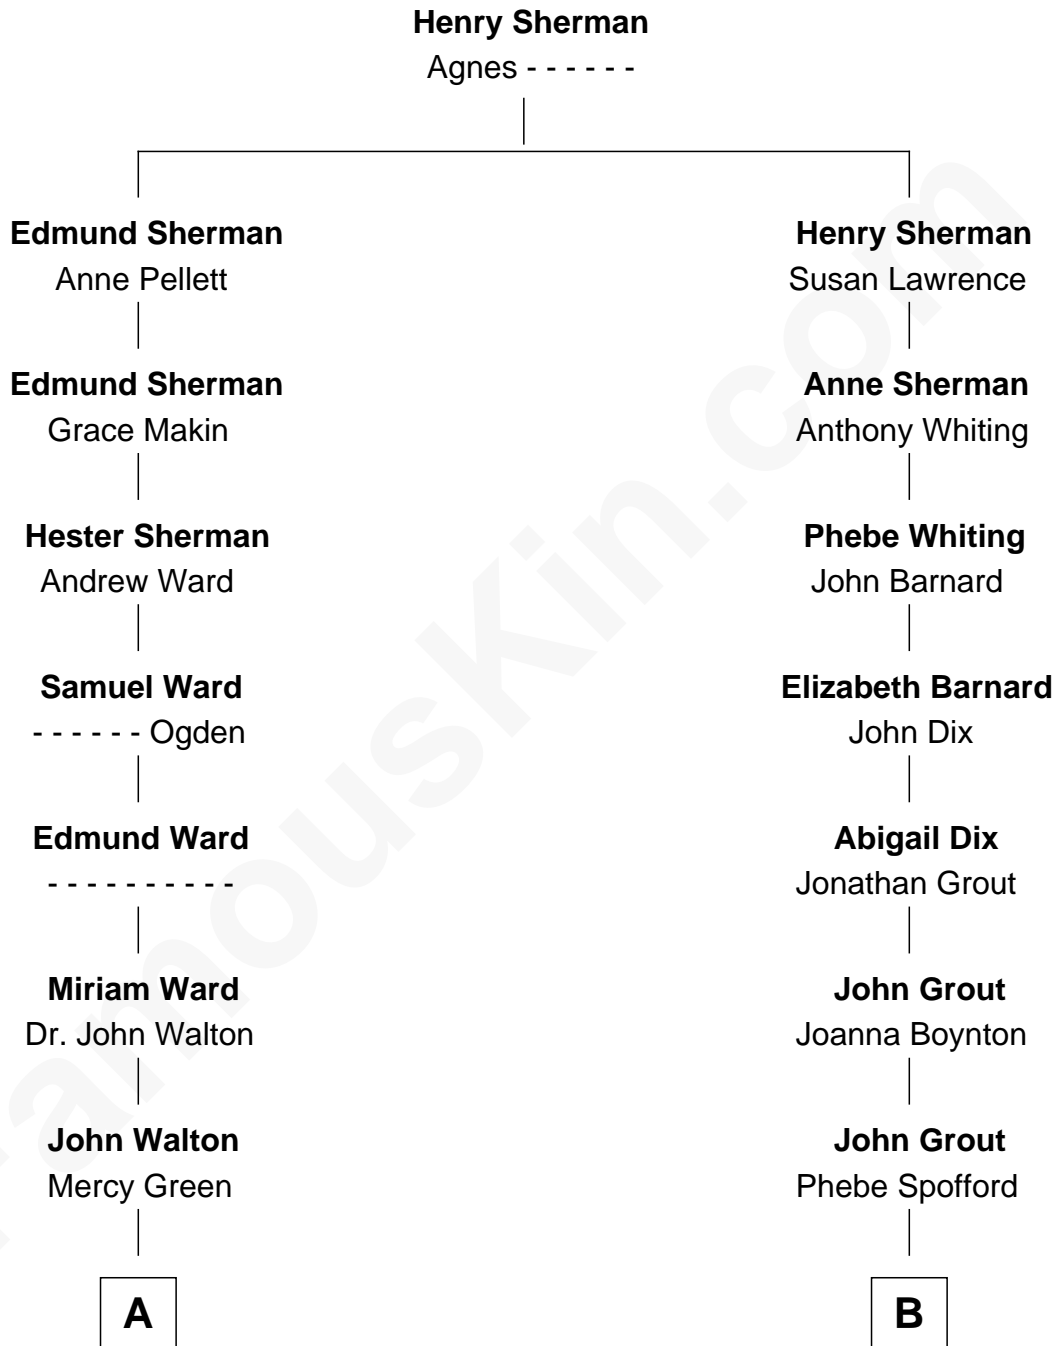 Henry Sherman
Agnes - - - - - -
Edmund Sherman
Anne Pellett
Henry Sherman
Susan Lawrence
Edmund Sherman
Grace Makin
Anne Sherman
Anthony Whiting
Hester Sherman
Andrew Ward
Phebe Whiting
John Barnard
Samuel Ward
- - - - - - Ogden
Elizabeth Barnard
John Dix
Edmund Ward
- - - - - - - - - -
Abigail Dix
Jonathan Grout
Miriam Ward
Dr. John Walton
John Grout
Joanna Boynton
John Walton
Mercy Green
John Grout
Phebe Spofford
A
B
FamousKin.com